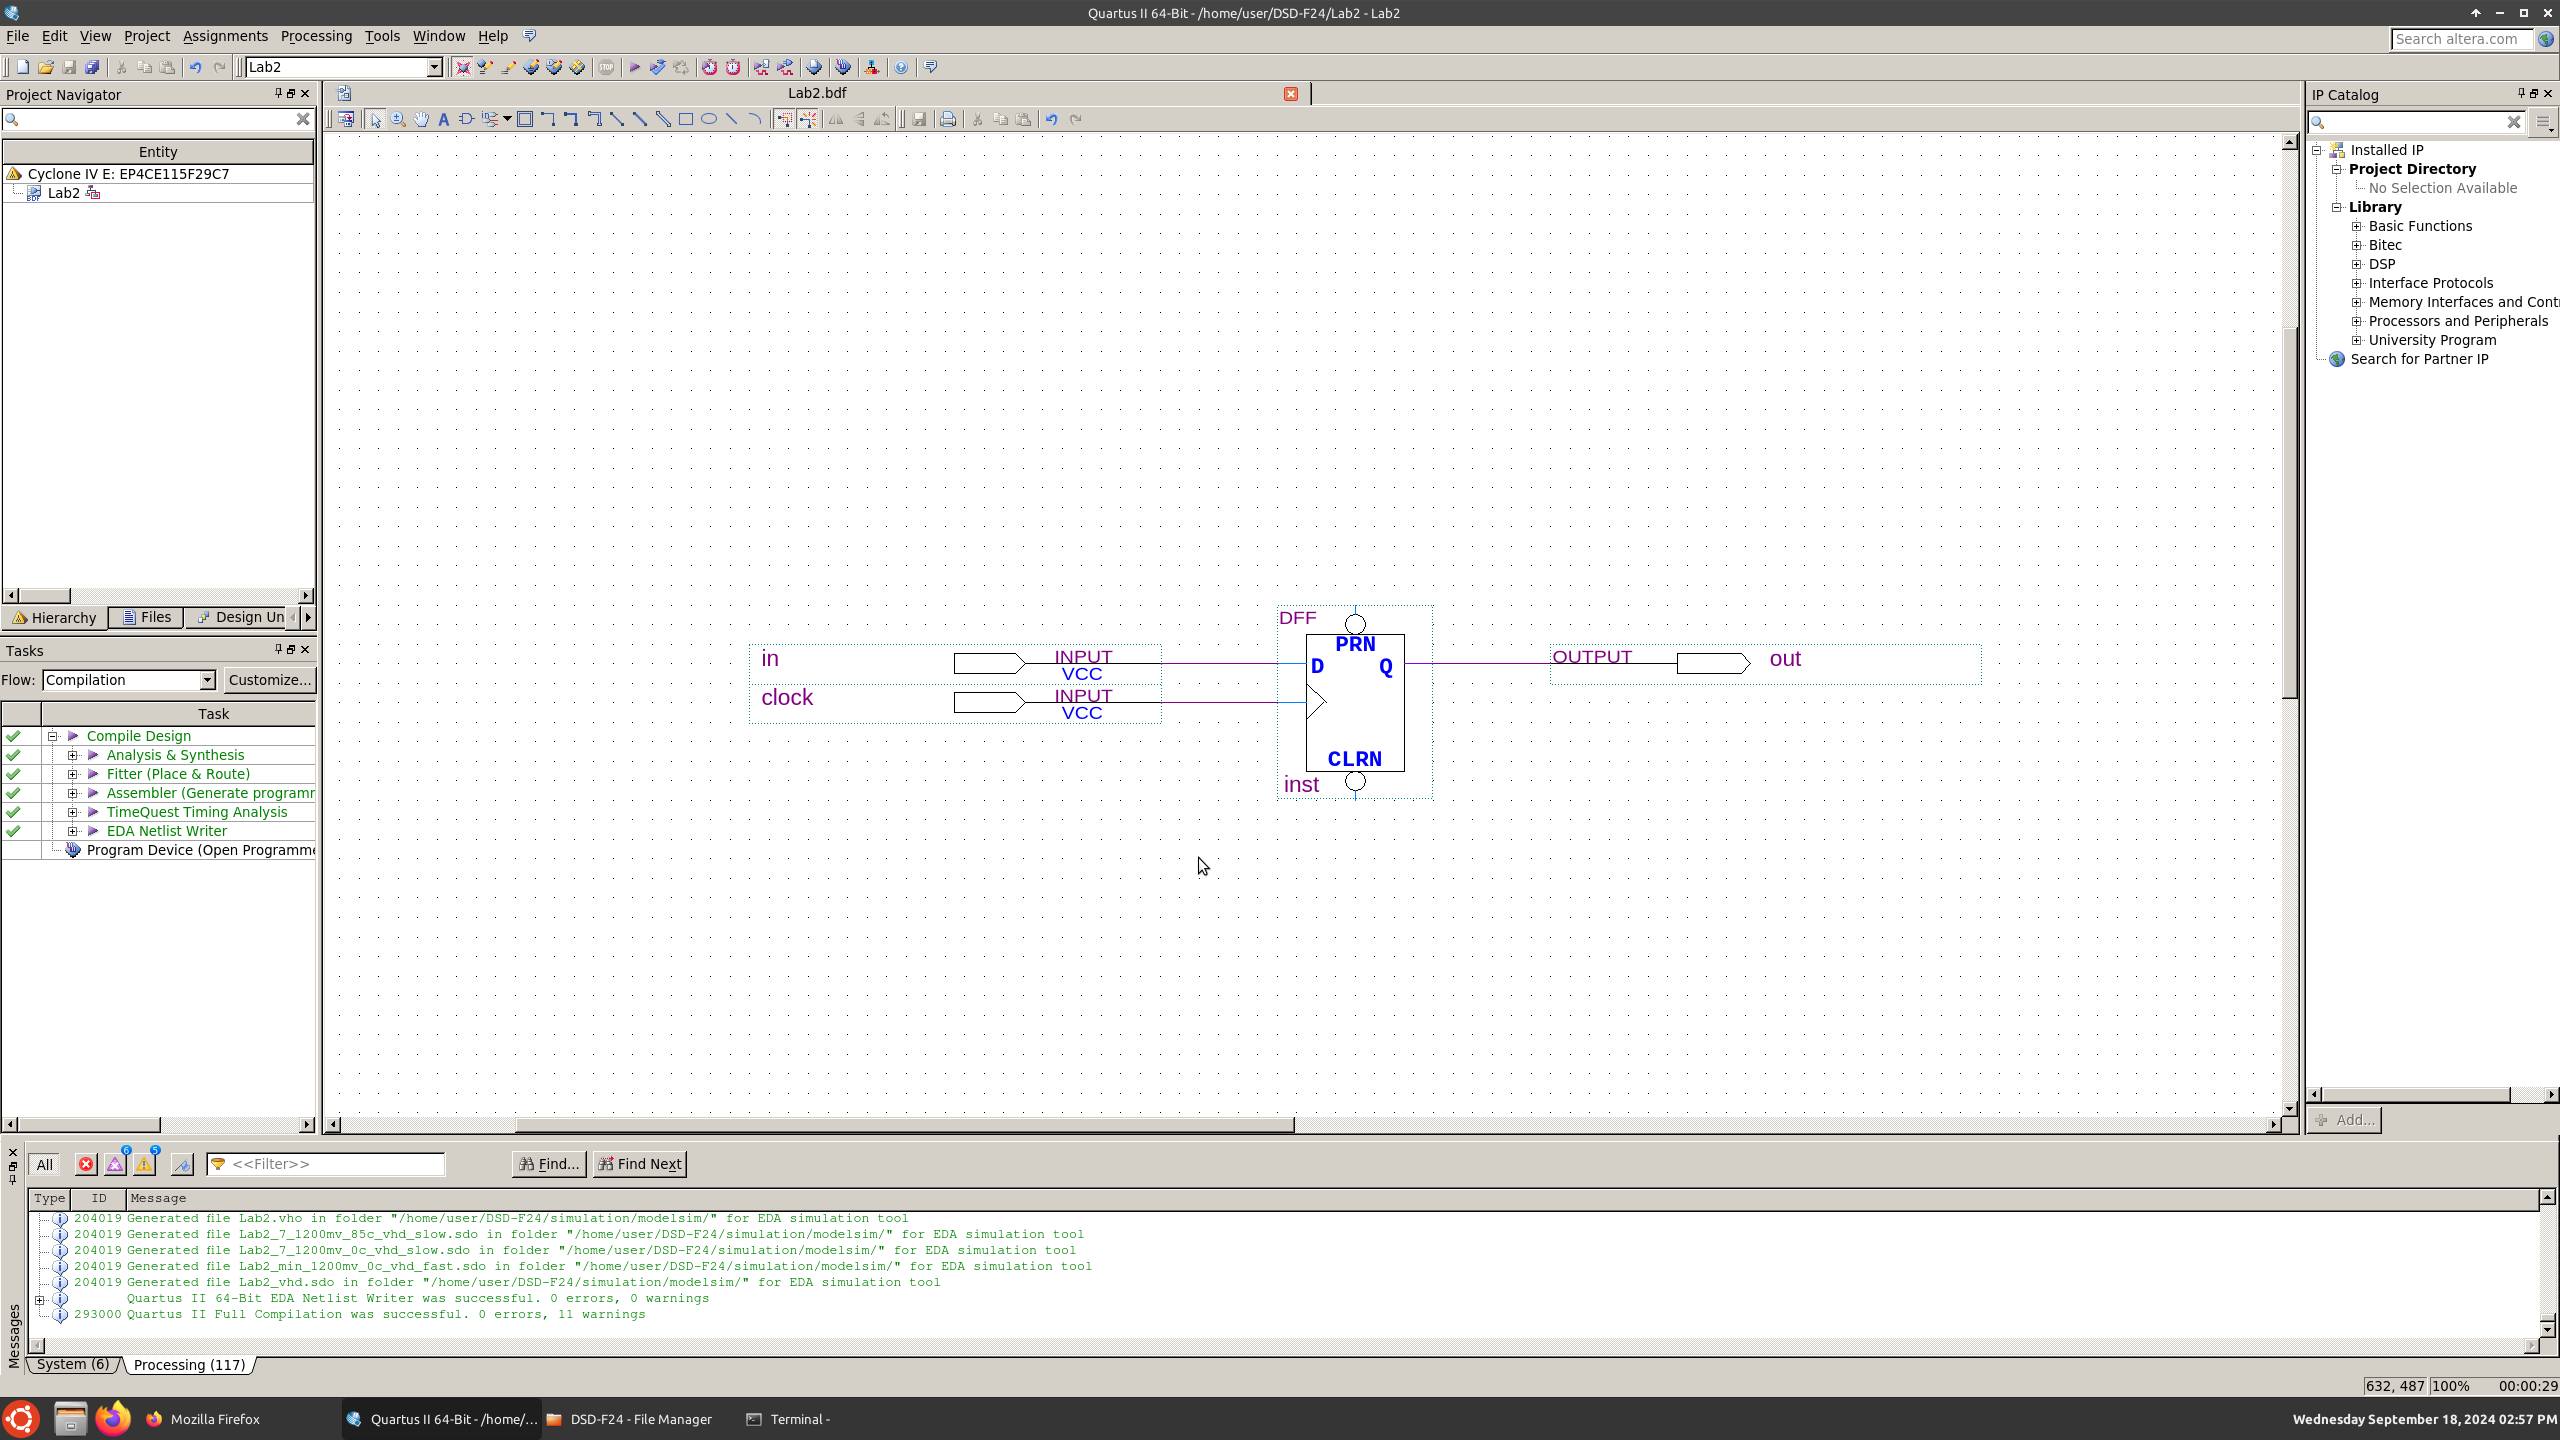 Quartus II 64-Bit - /home/user/DSD-F24/Lab2 - Lab2
File Edit View Project Assignments Processing Tools Window Help
Search altera.com
Lab2
Project Navigator
Lab2.bdf
IP Catalog
Entity
Cyclone IV E: EP4CE115F29C7
Lab2
Installed IP
Project Directory
No Selection Available
Library
Basic Functions
Bitec
DSP
Interface Protocols
Memory Interfaces and Cont
Processors and Peripherals
University Program
Search for Partner IP
Hierarchy Files Design Un
Tasks
Flow: Compilation Customize...
Task
Compile Design
Analysis & Synthesis
Fitter (Place & Route)
Assembler (Generate programr
TimeQuest Timing Analysis
EDA Netlist Writer
Program Device (Open Programme
DFF
PRN
in INPUT D Q OUTPUT out
VCC
clock INPUT
VCC
CLRN
inst
Add...
All 6 5 <<Filter>> Find... Find Next
Type ID Message
204019 Generated file Lab2.vho in folder "/home/user/DSD-F24/simulation/modelsim/" for EDA simulation tool
204019 Generated file Lab2_7_1200mv_85c_vhd_slow.sdo in folder "/home/user/DSD-F24/simulation/modelsim/" for EDA simulation tool
204019 Generated file Lab2_7_1200mv_0c_vhd_slow.sdo in folder "/home/user/DSD-F24/simulation/modelsim/" for EDA simulation tool
204019 Generated file Lab2_min_1200mv_0c_vhd_fast.sdo in folder "/home/user/DSD-F24/simulation/modelsim/" for EDA simulation tool
204019 Generated file Lab2_vhd.sdo in folder "/home/user/DSD-F24/simulation/modelsim/" for EDA simulation tool
Quartus II 64-Bit EDA Netlist Writer was successful. 0 errors, 0 warnings
293000 Quartus II Full Compilation was successful. 0 errors, 11 warnings
Messages
System (6) Processing (117)
632, 487 100% 00:00:29
Mozilla Firefox Quartus II 64-Bit - /home/... DSD-F24 - File Manager Terminal - Wednesday September 18, 2024 02:57 PM